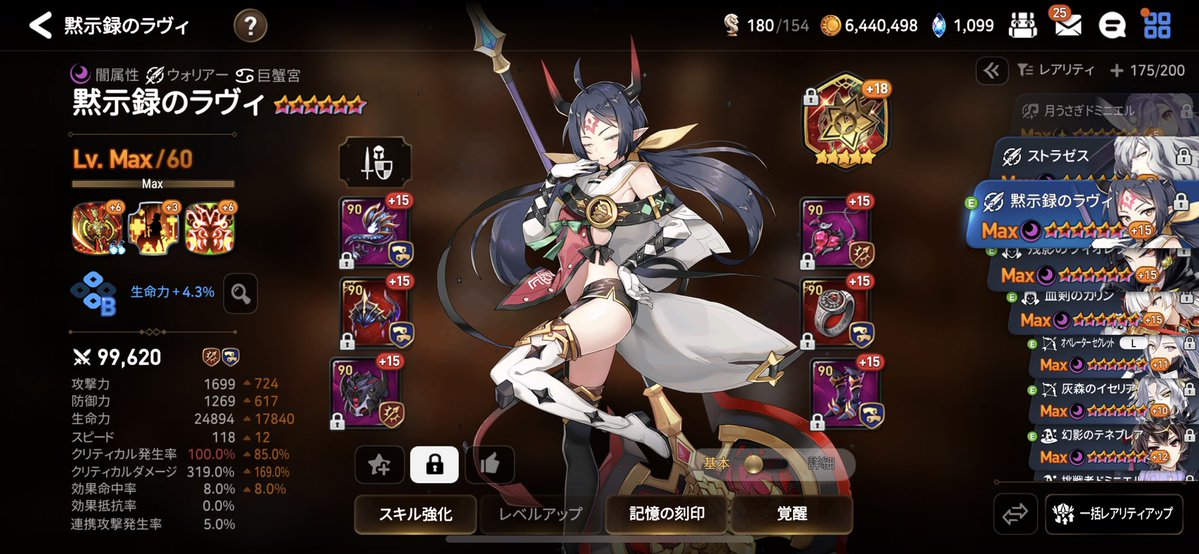 黙示録のラヴィ
?
180/154
6,440,498
1,099
25
闇属性 ウォリアー 巨蟹宮
黙示録のラヴィ
Lv. Max/60
Max
+6
+3
+6
B
生命力+4.3%
99,620
攻撃力 1699 724
防御力 1269 617
生命力 24894 17840
スピード 118 12
クリティカル発生率 100.0% 85.0%
クリティカルダメージ 319.0% 169.0%
効果命中率 8.0% 8.0%
効果抵抗率 0.0%
連携攻撃発生率 5.0%
90 +15
90 +15
90 +15
+18
90 +15
90 +15
90 +15
基本 詳細
スキル強化
レベルアップ
記憶の刻印
覚醒
レアリティ
175/200
月うさぎドミニエル
ストラゼス
E
黙示録のラヴィ
Max +15
E
Max +15
E
血剣のカリン
Max +15
E
オペレーターセクレト
L
Max +11
E
灰森のイセリア
Max +10
E
幻影のテネブレア
Max +12
一括レアリティアップ